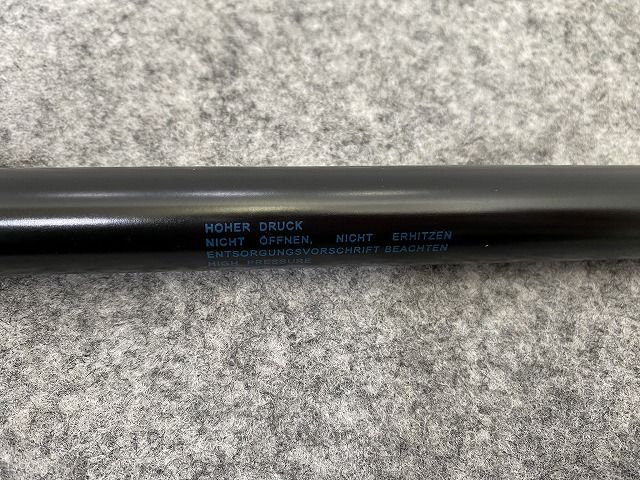 HOHER DRUCK
NICHT ÖFFNEN, NICHT ERHITZEN
ENTSORGUNGSVORSCHRIFT BEACHTEN
HIGH PRESSURE